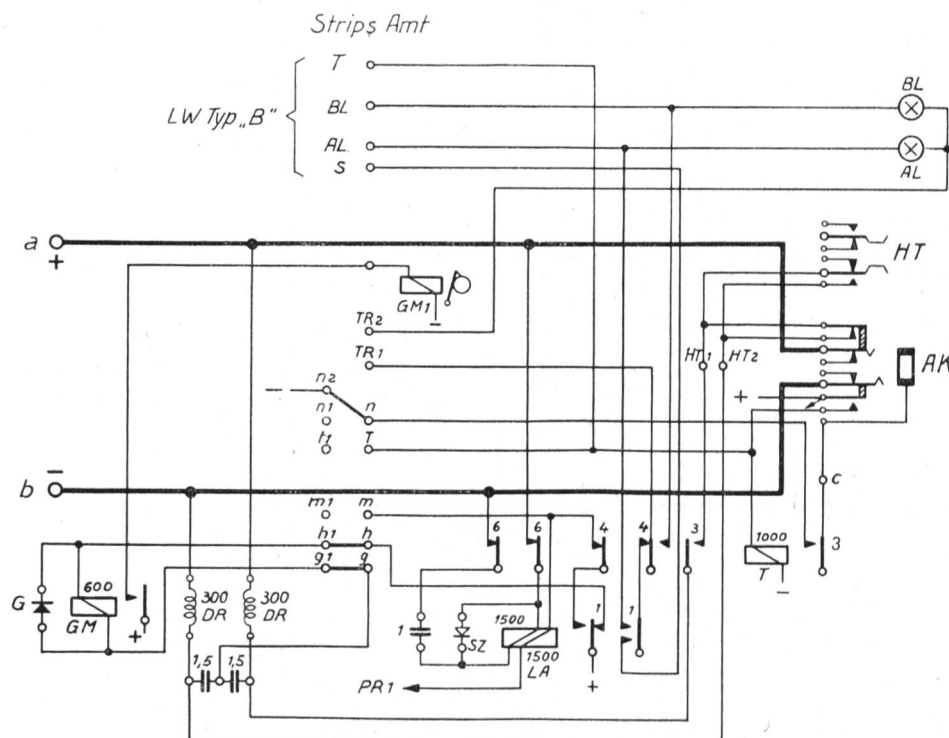 Strips Amt
T
LW Typ„B"
BL
AL
S
BL
AL
a
+
HT
GM1
−
TR2
TR1
HT1
HT2
AK
n2
−
+
n1
n
t1
T
−
b
c
m1
m
h1
h
g1
g
6
6
4
4
3
1000
T
−
3
G
600
GM
+
300
DR
300
DR
1
SZ
1500
1500
LA
1
1
+
1,5
1,5
PR1